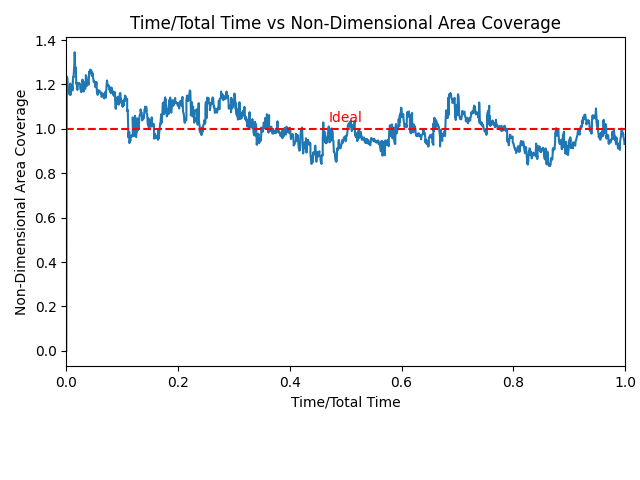 Time/Total Time vs Non-Dimensional Area Coverage
Non-Dimensional Area Coverage
1.4
1.2
1.0
0.8
0.6
0.4
0.2
0.0
Ideal
0.0 0.2 0.4 0.6 0.8 1.0
Time/Total Time